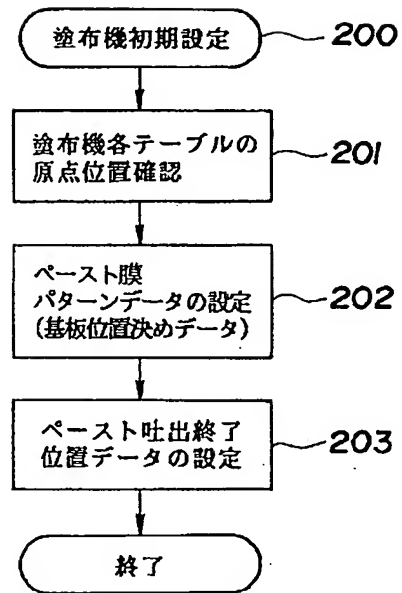 塗布機初期設定
200
塗布機各テーブルの
原点位置確認
201
ペースト膜
パターンデータの設定
(基板位置決めデータ)
202
ペースト吐出終了
位置データの設定
203
終了